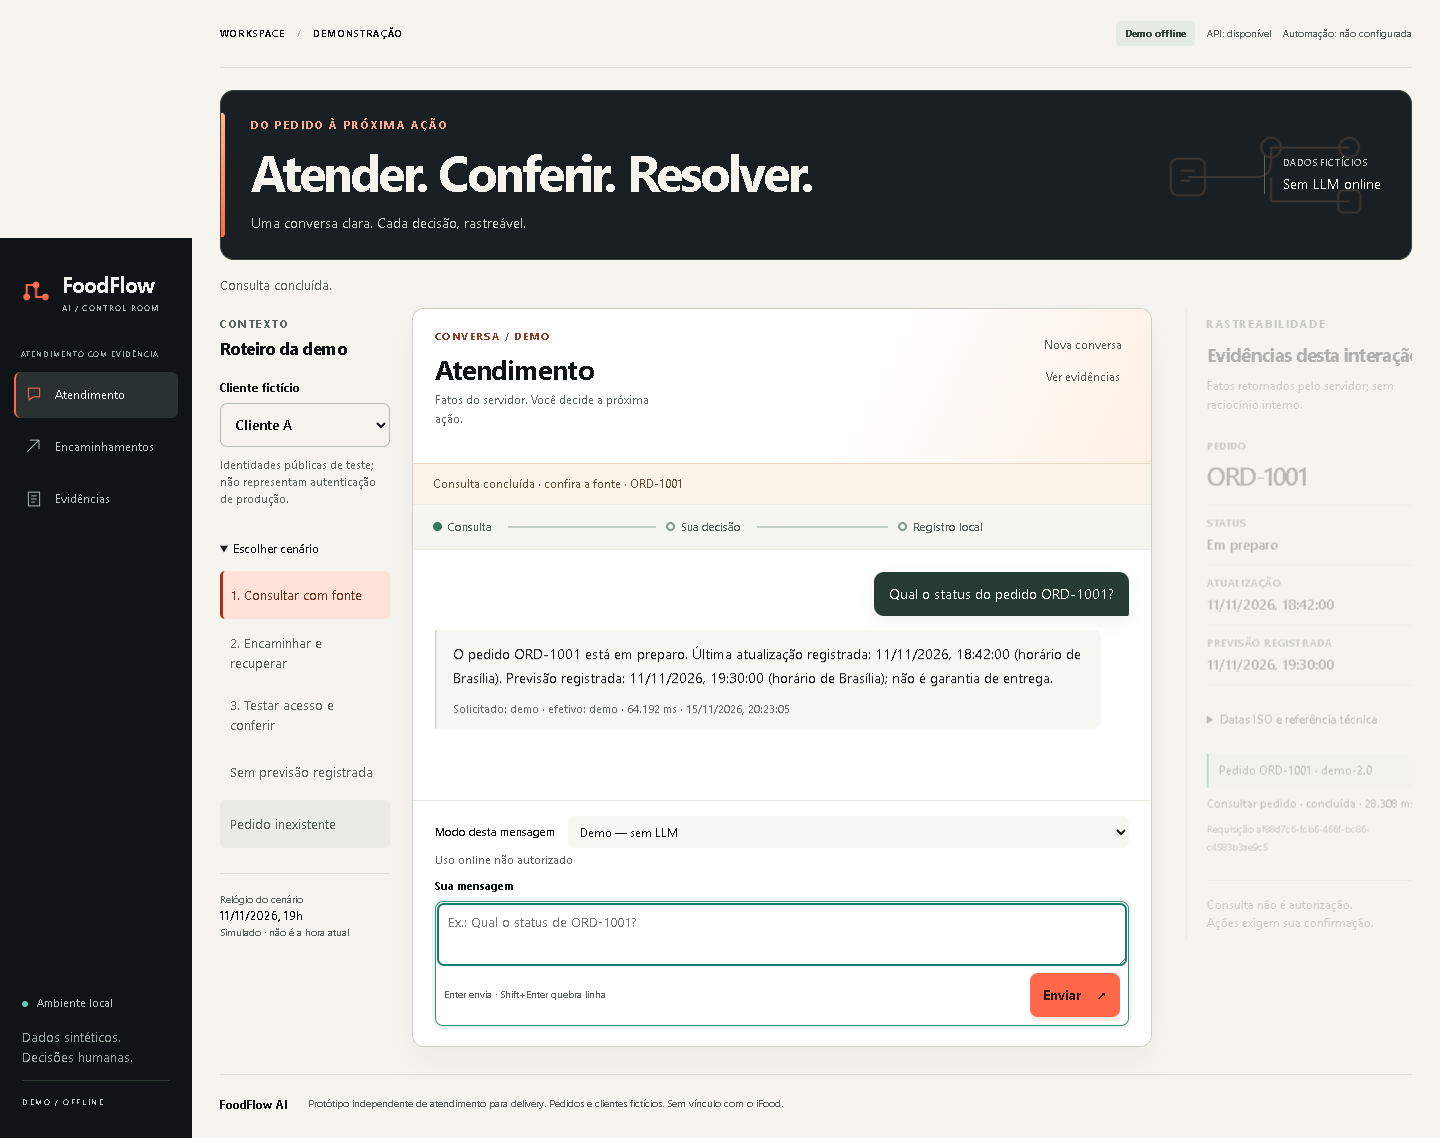 WORKSPACE / DEMONSTRAÇÃO
Demo offline API: disponível Automação: não configurada
DO PEDIDO À PRÓXIMA AÇÃO
Atender. Conferir. Resolver.
Uma conversa clara. Cada decisão, rastreável.
DADOS FICTÍCIOS
Sem LLM online
FoodFlow
AI / CONTROL ROOM
ATENDIMENTO COM EVIDÊNCIA
Atendimento
Encaminhamentos
Evidências
Ambiente local
Dados sintéticos.
Decisões humanas.
DEMO / OFFLINE
Consulta concluída.
CONTEXTO
Roteiro da demo
Cliente fictício
Cliente A
Identidades públicas de teste;
não representam autenticação
de produção.
▼ Escolher cenário
1. Consultar com fonte
2. Encaminhar e
recuperar
3. Testar acesso e
conferir
Sem previsão registrada
Pedido inexistente
Relógio do cenário
11/11/2026, 19h
Simulado · não é a hora atual
CONVERSA / DEMO
Atendimento
Fatos do servidor. Você decide a próxima
ação.
Nova conversa
Ver evidências
Consulta concluída · confira a fonte · ORD-1001
Consulta
Sua decisão
Registro local
Qual o status do pedido ORD-1001?
O pedido ORD-1001 está em preparo. Última atualização registrada: 11/11/2026, 18:42:00 (horário de
Brasília). Previsão registrada: 11/11/2026, 19:30:00 (horário de Brasília); não é garantia de entrega.
Solicitado: demo · efetivo: demo · 64.192 ms · 15/11/2026, 20:23:05
Modo desta mensagem
Demo — sem LLM
Uso online não autorizado
Sua mensagem
Ex.: Qual o status de ORD-1001?
Enter envia · Shift+Enter quebra linha
Enviar ↗
RASTREABILIDADE
Evidências desta interação
Fatos retornados pelo servidor; sem
raciocínio interno.
PEDIDO
ORD-1001
STATUS
Em preparo
ATUALIZAÇÃO
11/11/2026, 18:42:00
PREVISÃO REGISTRADA
11/11/2026, 19:30:00
▶ Datas ISO e referência técnica
Pedido ORD-1001 · demo-2.0
Consultar pedido · concluída · 28.308 ms
Requisição
c4583b3ae9c5
Consulta não é autorização.
Ações exigem sua confirmação.
FoodFlow AI
Protótipo independente de atendimento para delivery. Pedidos e clientes fictícios. Sem vínculo com o iFood.